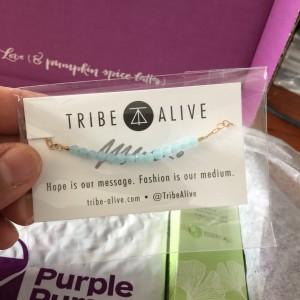 Love (& pumpkin spice lattes)
TRIBE ALIVE
Hope is our message. Fashion is our medium.
tribe-alive.com • @TribeAlive
Purple